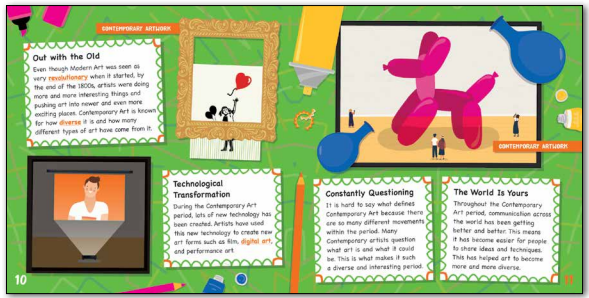 CONTEMPORARY ARTWORK
Out with the Old
Even though Modern Art was seen as
very revolutionary when it started, by
the end of the 1800s, artists were doing
more and more interesting things and
pushing art into newer and even more
exciting places. Contemporary Art is known
for how diverse it is and how many
different types of art have come from it.
Technological
Transformation
During the Contemporary Art
period, lots of new technology has
been created. Artists have used
this new technology to create new
art forms such as film, digital art,
and performance art.
10
CONTEMPORARY ARTWORK
Constantly Questioning
It is hard to say what defines
Contemporary Art because there
are so many different movements
within the period. Many
Contemporary artists question
what art is and what it could
be. This is what makes it such
a diverse and interesting period.
The World Is Yours
Throughout the Contemporary
Art period, communication across
the world has been getting
better and better. This means
it has become easier for people
to share ideas and techniques.
This has helped art to become
more and more diverse.
11